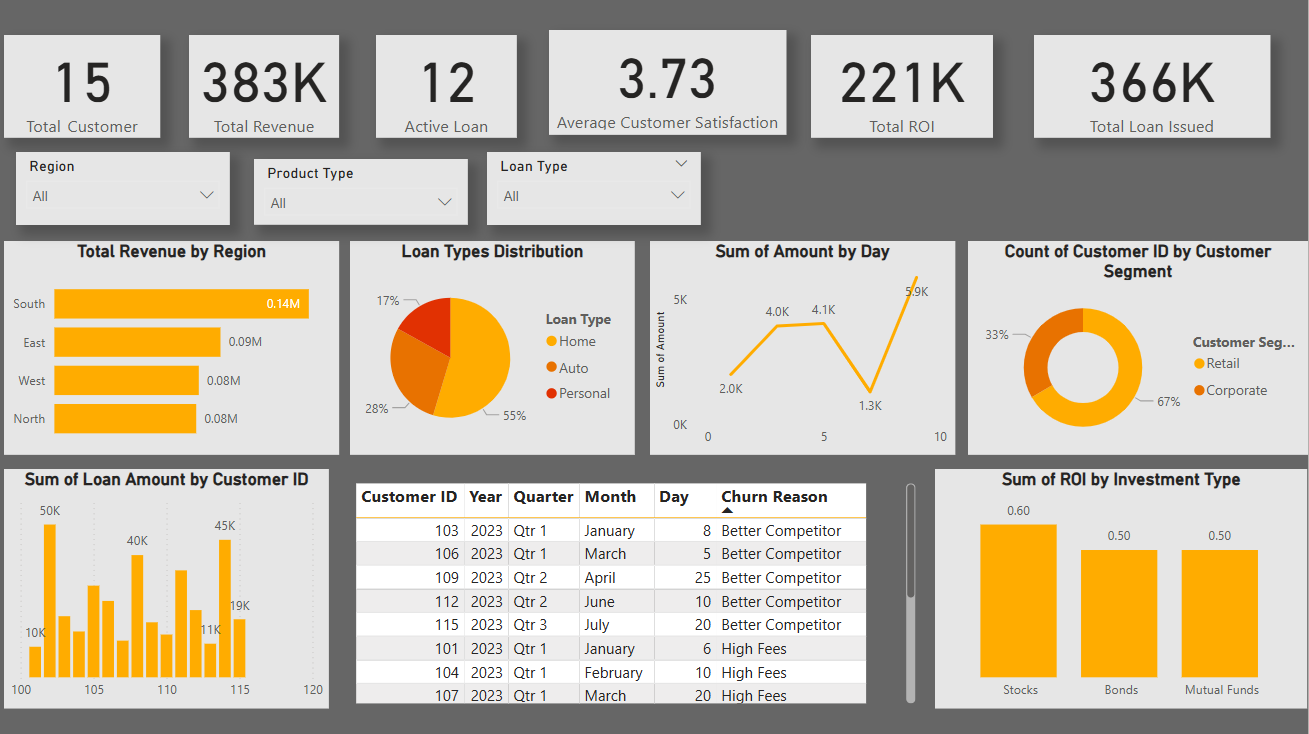 15
Total Customer
383K
Total Revenue
12
Active Loan
3.73
Average Customer Satisfaction
221K
Total ROI
366K
Total Loan Issued
Region
All
Product Type
All
Loan Type
All
Total Revenue by Region
South
0.14M
East
0.09M
West
0.08M
North
0.08M
Loan Types Distribution
17%
28%
55%
Loan Type
Home
Auto
Personal
Sum of Amount by Day
Sum of Amount
5K
0K
2.0K
4.0K
4.1K
1.3K
5.9K
0 5 10
Count of Customer ID by Customer
Segment
33%
67%
Customer Seg...
Retail
Corporate
Sum of Loan Amount by Customer ID
10K
50K
40K
11K
45K
19K
100 105 110 115 120
Customer ID Year Quarter Month Day Churn Reason
103 2023 Qtr 1 January 8 Better Competitor
106 2023 Qtr 1 March 5 Better Competitor
109 2023 Qtr 2 April 25 Better Competitor
112 2023 Qtr 2 June 10 Better Competitor
115 2023 Qtr 3 July 20 Better Competitor
101 2023 Qtr 1 January 6 High Fees
104 2023 Qtr 1 February 10 High Fees
107 2023 Qtr 1 March 20 High Fees
Sum of ROI by Investment Type
0.60
0.50
0.50
Stocks
Bonds
Mutual Funds